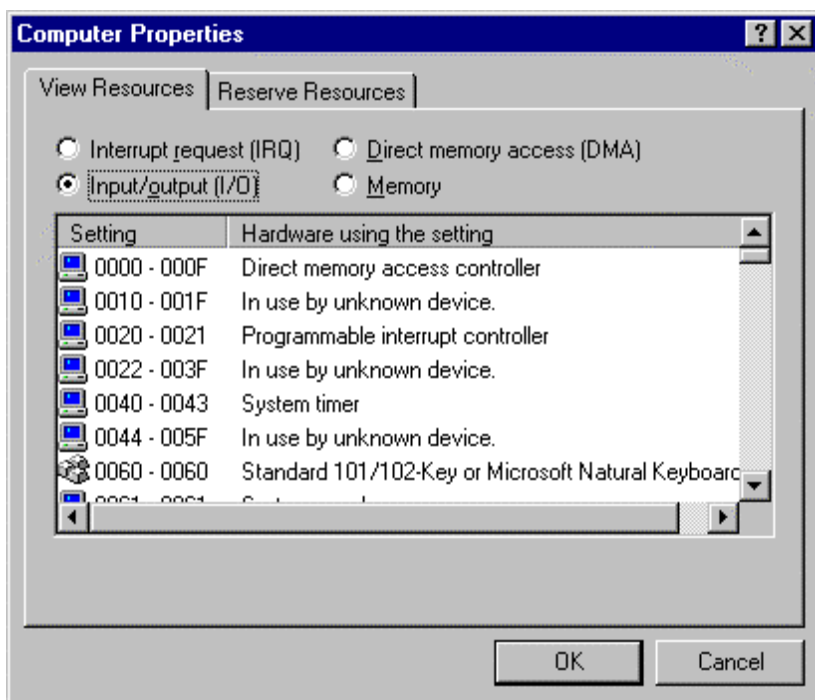 Computer Properties
View Resources Reserve Resources
Interrupt request (IRQ) Direct memory access (DMA)
Input/output (I/O) Memory
Setting Hardware using the setting
0000 - 000F Direct memory access controller
0010 - 001F In use by unknown device.
0020 - 0021 Programmable interrupt controller
0022 - 003F In use by unknown device.
0040 - 0043 System timer
0044 - 005F In use by unknown device.
0060 - 0060 Standard 101/102-Key or Microsoft Natural Keyboard
0061 - 0061
OK Cancel